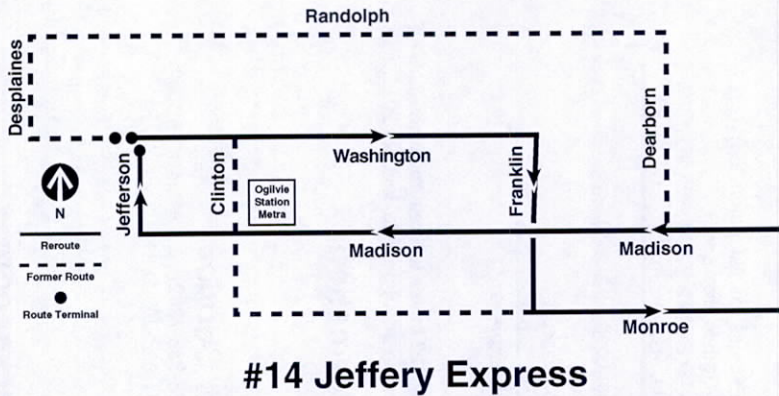 Randolph
Desplaines
Dearborn
Washington
Jefferson
Clinton
Ogilvie
Station
Metra
Franklin
N
Madison
Madison
Reroute
Former Route
Route Terminal
Monroe
#14 Jeffery Express